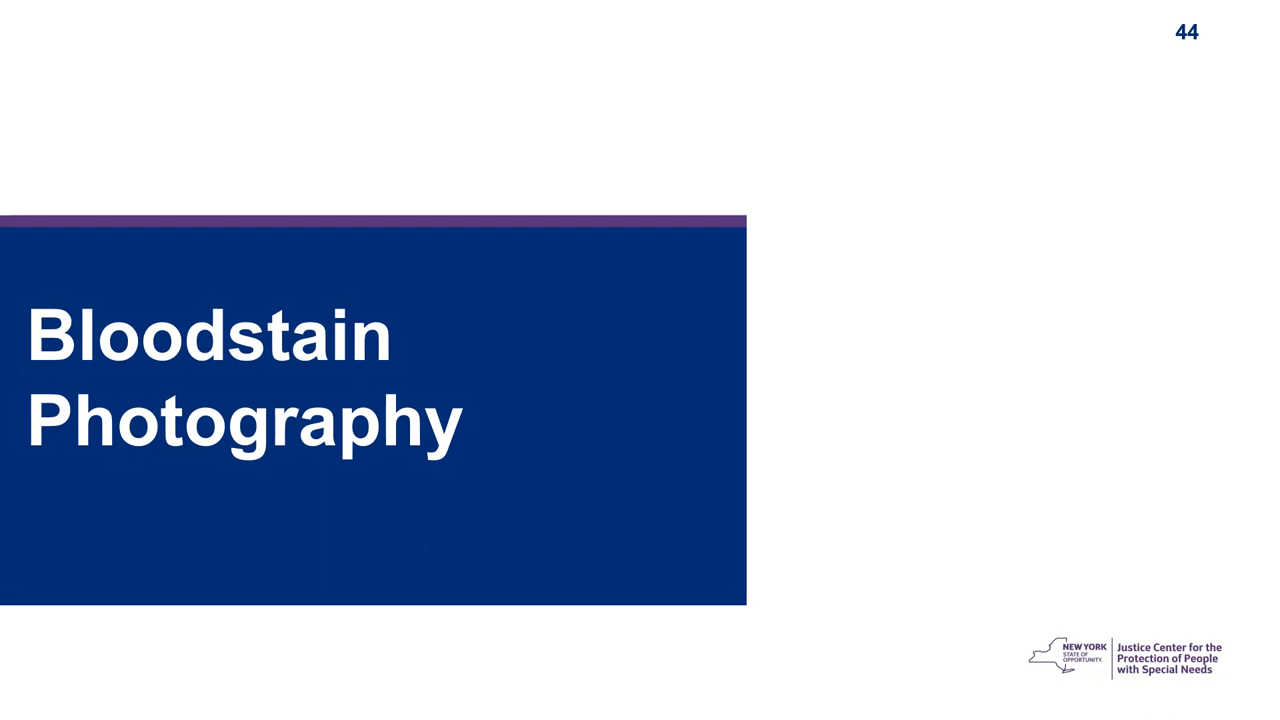 44
Bloodstain
Photography
NEW YORK
STATE OF
OPPORTUNITY.
Justice Center for the
Protection of People
with Special Needs